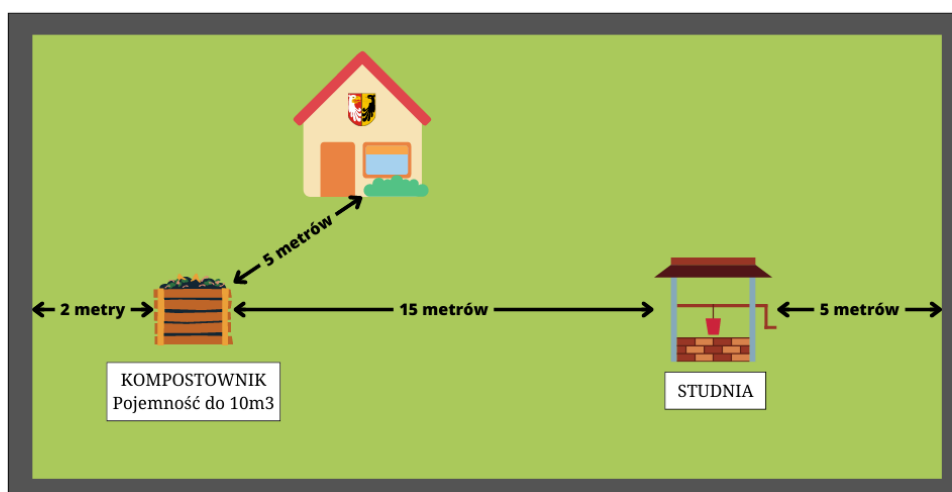 5 metrów
2 metry
15 metrów
5 metrów
KOMPOSTOWNIK
Pojemność do 10m3
STUDNIA